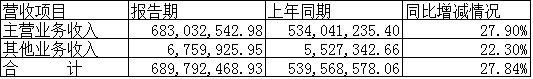 营收项目 报告期 上年同期 同比增减情况
主营业务收入 683,032,542.98 534,041,235.40 27.90%
其他业务收入 6,759,925.95 5,527,342.66 22.30%
合 计 689,792,468.93 539,568,578.06 27.84%